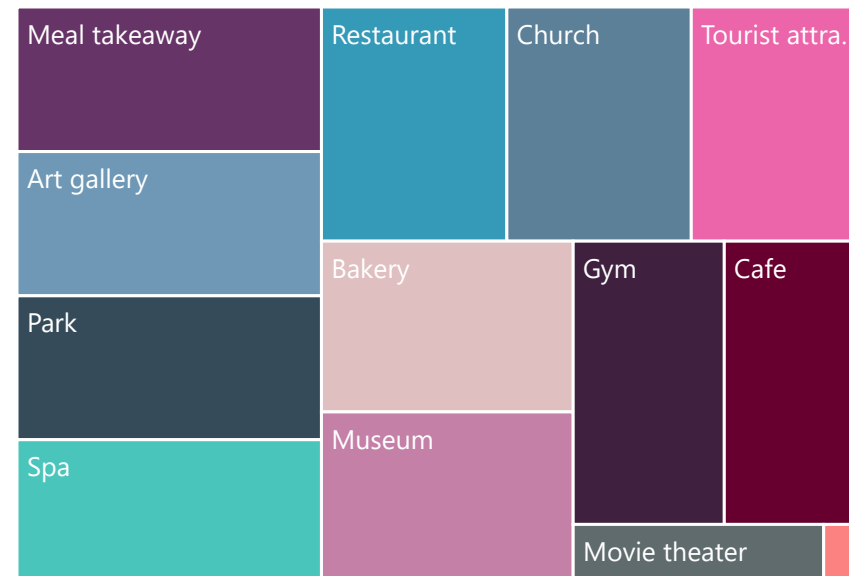 Meal takeaway
Restaurant
Church
Tourist attra.
Art gallery
Bakery
Gym
Cafe
Park
Museum
Spa
Movie theater